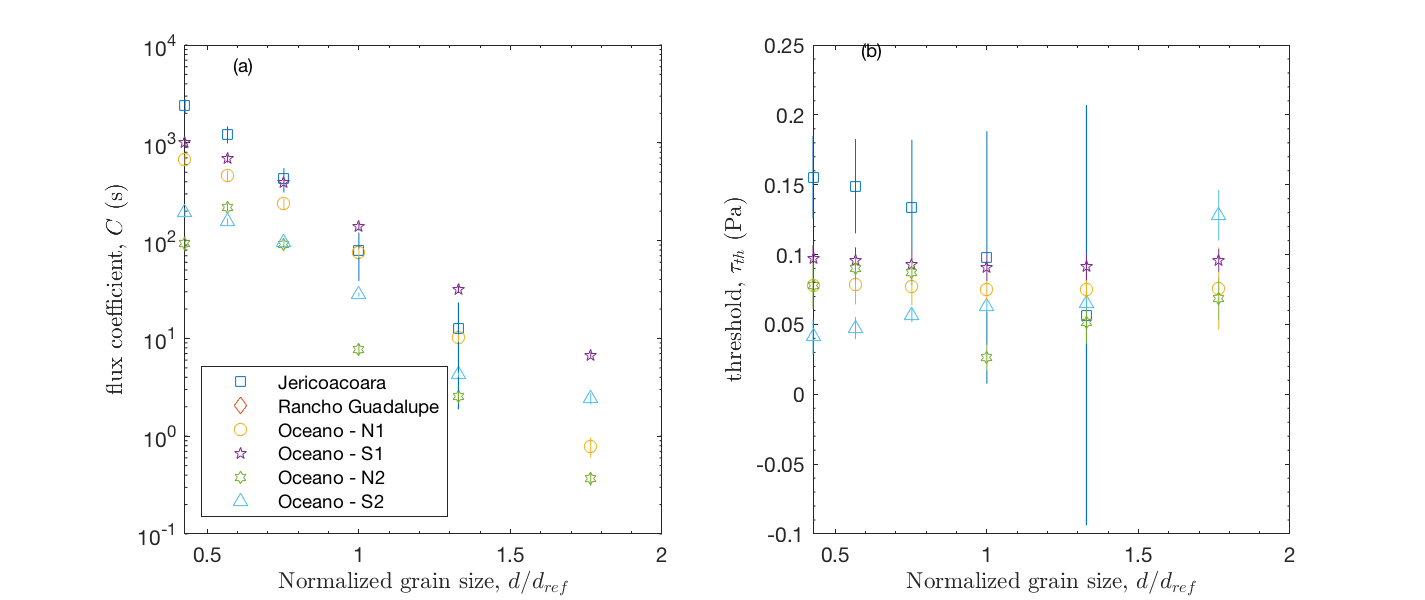 (a)
10^4
10^3
10^2
10^1
10^0
10^-1
flux coefficient, C (s)
Jericoacoara
Rancho Guadalupe
Oceano - N1
Oceano - S1
Oceano - N2
Oceano - S2
0.5 1 1.5 2
Normalized grain size, d/d_ref
(b)
0.25
0.2
0.15
0.1
0.05
0
-0.05
-0.1
threshold, τ_th (Pa)
0.5 1 1.5 2
Normalized grain size, d/d_ref